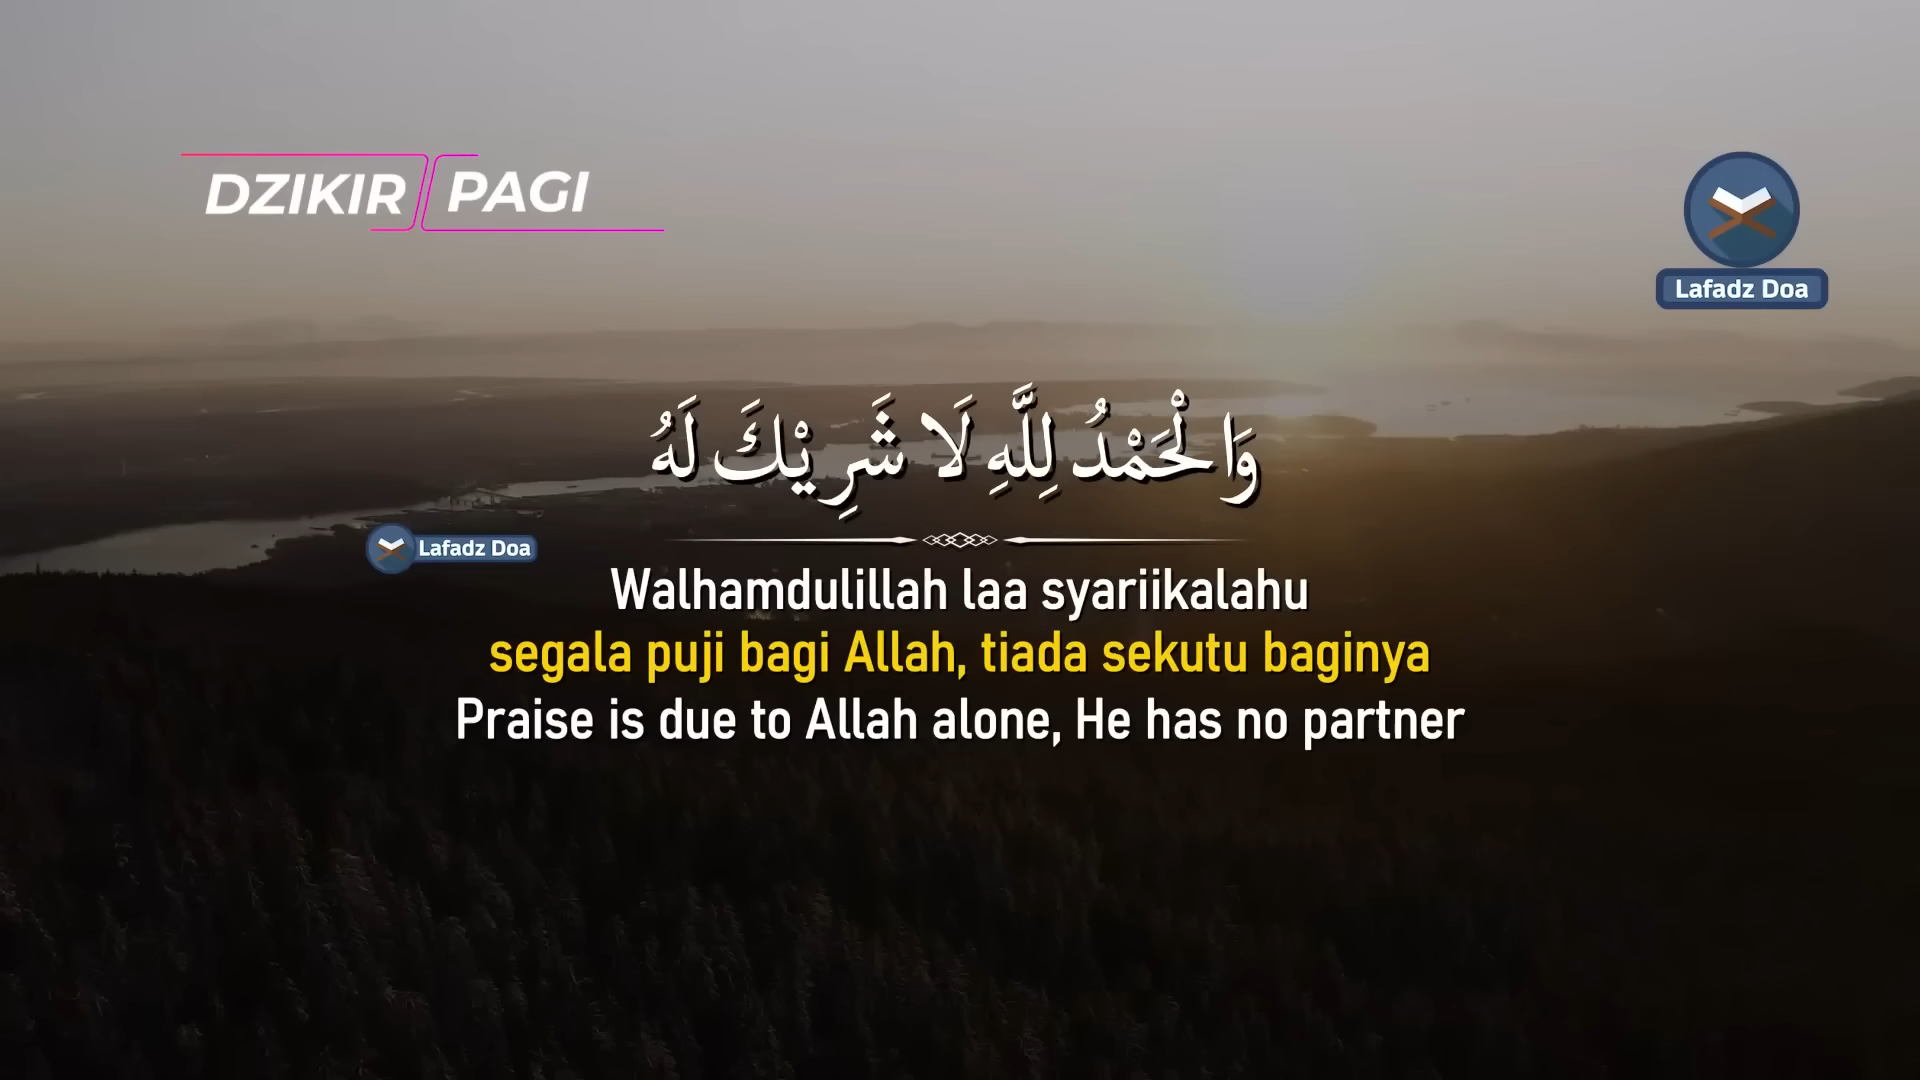 DZIKIR PAGI
Lafadz Doa
وَالْحَمْدُ لِلَّهِ لَا شَرِيْكَ لَهُ
Lafadz Doa
Walhamdulillah laa syariikalahu
segala puji bagi Allah, tiada sekutu baginya
Praise is due to Allah alone, He has no partner